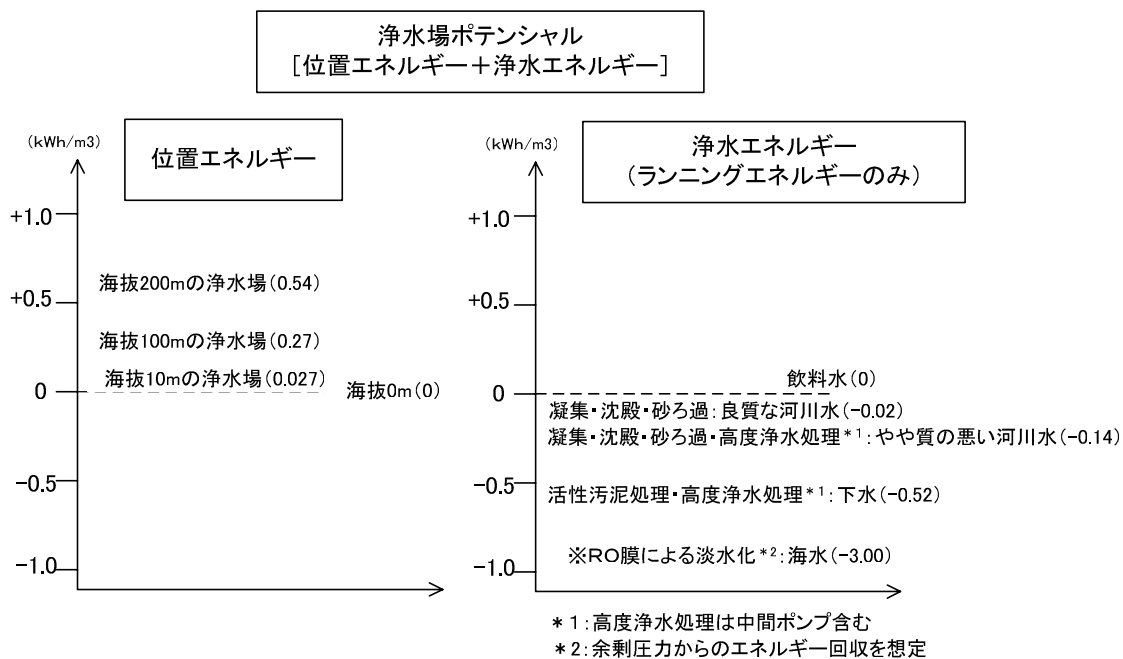 浄水場ポテンシャル
[位置エネルギー+浄水エネルギー]
(kWh/m3)
位置エネルギー
+1.0
海抜200mの浄水場(0.54)
+0.5
海抜100mの浄水場(0.27)
海抜10mの浄水場(0.027)
0
海抜0m(0)
-0.5
-1.0
(kWh/m3)
浄水エネルギー
(ランニングエネルギーのみ)
+1.0
+0.5
飲料水(0)
0
凝集・沈殿・砂ろ過:良質な河川水(-0.02)
凝集・沈殿・砂ろ過・高度浄水処理*1:やや質の悪い河川水(-0.14)
-0.5
活性汚泥処理・高度浄水処理*1:下水(-0.52)
※RO膜による淡水化*2:海水(-3.00)
-1.0
*1:高度浄水処理は中間ポンプ含む
*2:余剰圧力からのエネルギー回収を想定